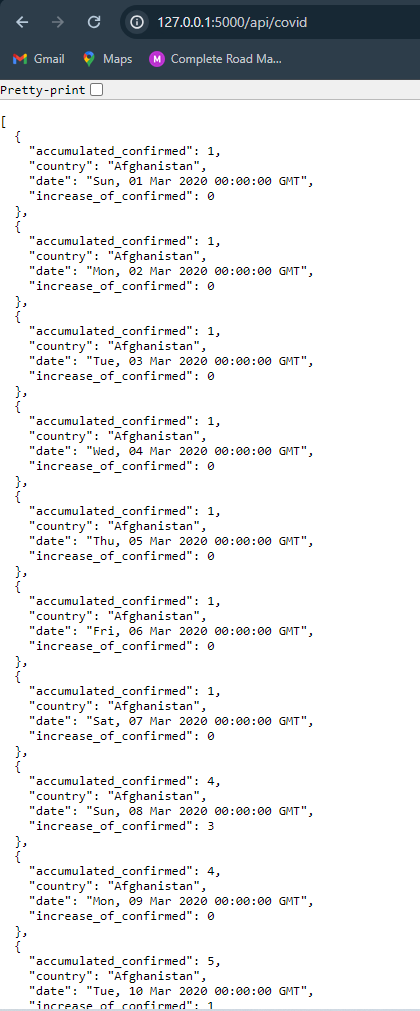 127.0.0.1:5000/api/covid
Gmail Maps M Complete Road Ma...
Pretty-print
[
{
"accumulated_confirmed": 1,
"country": "Afghanistan",
"date": "Sun, 01 Mar 2020 00:00:00 GMT",
"increase_of_confirmed": 0
},
{
"accumulated_confirmed": 1,
"country": "Afghanistan",
"date": "Mon, 02 Mar 2020 00:00:00 GMT",
"increase_of_confirmed": 0
},
{
"accumulated_confirmed": 1,
"country": "Afghanistan",
"date": "Tue, 03 Mar 2020 00:00:00 GMT",
"increase_of_confirmed": 0
},
{
"accumulated_confirmed": 1,
"country": "Afghanistan",
"date": "Wed, 04 Mar 2020 00:00:00 GMT",
"increase_of_confirmed": 0
},
{
"accumulated_confirmed": 1,
"country": "Afghanistan",
"date": "Thu, 05 Mar 2020 00:00:00 GMT",
"increase_of_confirmed": 0
},
{
"accumulated_confirmed": 1,
"country": "Afghanistan",
"date": "Fri, 06 Mar 2020 00:00:00 GMT",
"increase_of_confirmed": 0
},
{
"accumulated_confirmed": 1,
"country": "Afghanistan",
"date": "Sat, 07 Mar 2020 00:00:00 GMT",
"increase_of_confirmed": 0
},
{
"accumulated_confirmed": 4,
"country": "Afghanistan",
"date": "Sun, 08 Mar 2020 00:00:00 GMT",
"increase_of_confirmed": 3
},
{
"accumulated_confirmed": 4,
"country": "Afghanistan",
"date": "Mon, 09 Mar 2020 00:00:00 GMT",
"increase_of_confirmed": 0
},
{
"accumulated_confirmed": 5,
"country": "Afghanistan",
"date": "Tue, 10 Mar 2020 00:00:00 GMT",
"increase_of_confirmed": 1